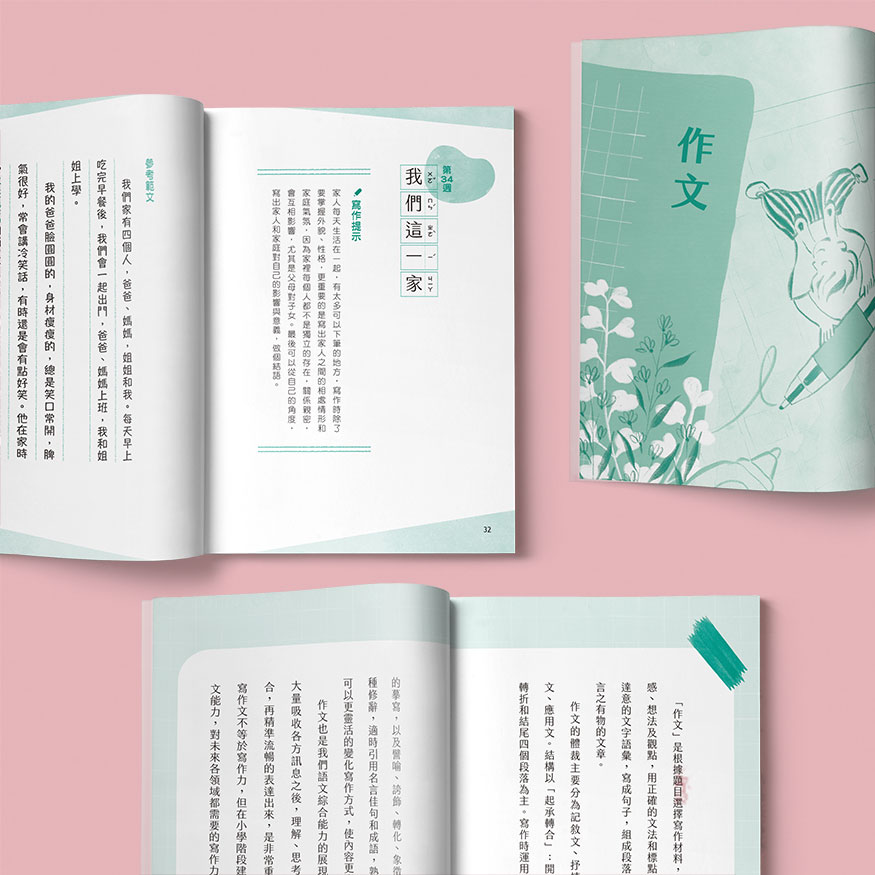 第34週
我們這一家
ㄨㄛˇ
ㄇㄣˊ
ㄓㄜˋ
ㄧ
ㄐㄧㄚ
寫作提示
家人每天生活在一起，有太多可以下筆的地方，寫作時除了
要掌握外貌、性格，更重要的是寫出家人之間的相處情形和
家庭氣氛，因為家裡每個人都不是獨立的存在，關係親密，
會互相影響，尤其是父母對子女。最後可以從自己的角度，
寫出家人和家庭對自己的影響與意義，做個結語。
32
參考範文
我們家有四個人，爸爸、媽媽、姐姐和我。每天早上
吃完早餐後，我們會一起出門，爸爸、媽媽上班，我和姐
姐上學。
我的爸爸臉圓圓的，身材瘦瘦的，總是笑口常開，脾
氣很好，常會講冷笑話，有時還是會有點好笑。他在家時
作文
「作文」是根據題目選擇寫作材料，
感、想法及觀點，用正確的文法和標點
達意的文字語彙，寫成句子，組成段落
言之有物的文章。
作文的體裁主要分為記敘文、抒
文、應用文。結構以「起承轉合」：開
轉折和結尾四個段落為主。寫作時運用
的摹寫，以及譬喻、誇飾、轉化、象徵
種修辭，適時引用名言佳句和成語，熟
可以更靈活的變化寫作方式，使內容更
作文也是我們語文綜合能力的展現
大量吸收各方訊息之後，理解、思考
合，再精準流暢的表達出來，是非常重
寫作文不等於寫作力，但在小學階段建
文能力，對未來各領域都需要的寫作力